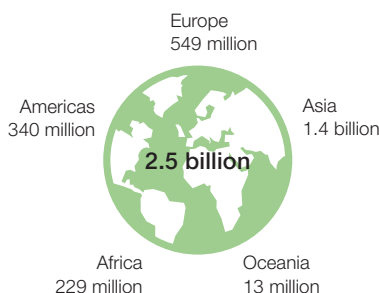 Europe
549 million
Americas
340 million
Asia
1.4 billion
2.5 billion
Africa
229 million
Oceania
13 million